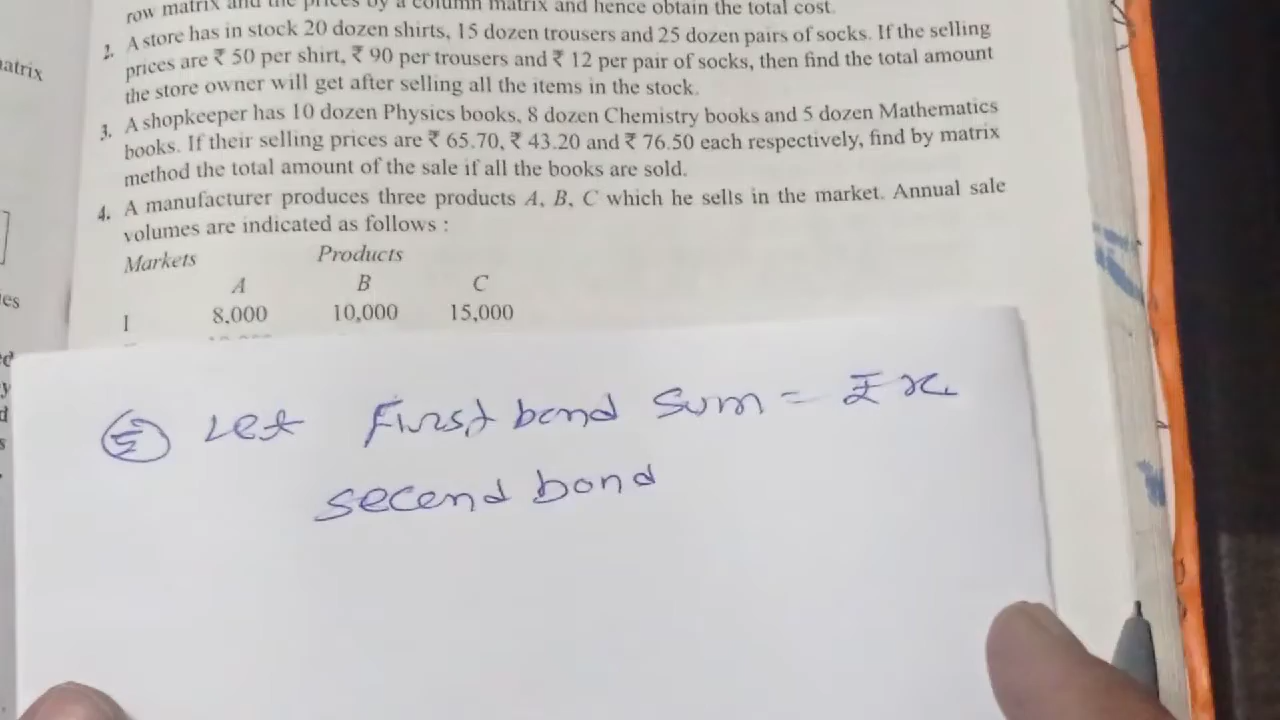 row matrix and the prices by a column matrix and hence obtain the total cost.
2. A store has in stock 20 dozen shirts, 15 dozen trousers and 25 dozen pairs of socks. If the selling
prices are ₹ 50 per shirt, ₹ 90 per trousers and ₹ 12 per pair of socks, then find the total amount
the store owner will get after selling all the items in the stock.
3. A shopkeeper has 10 dozen Physics books, 8 dozen Chemistry books and 5 dozen Mathematics
books. If their selling prices are ₹ 65.70, ₹ 43.20 and ₹ 76.50 each respectively, find by matrix
method the total amount of the sale if all the books are sold.
4. A manufacturer produces three products A, B, C which he sells in the market. Annual sale
volumes are indicated as follows :
Markets Products
A B C
I 8,000 10,000 15,000
⑤ Let First bond sum = ₹ x
secend bond